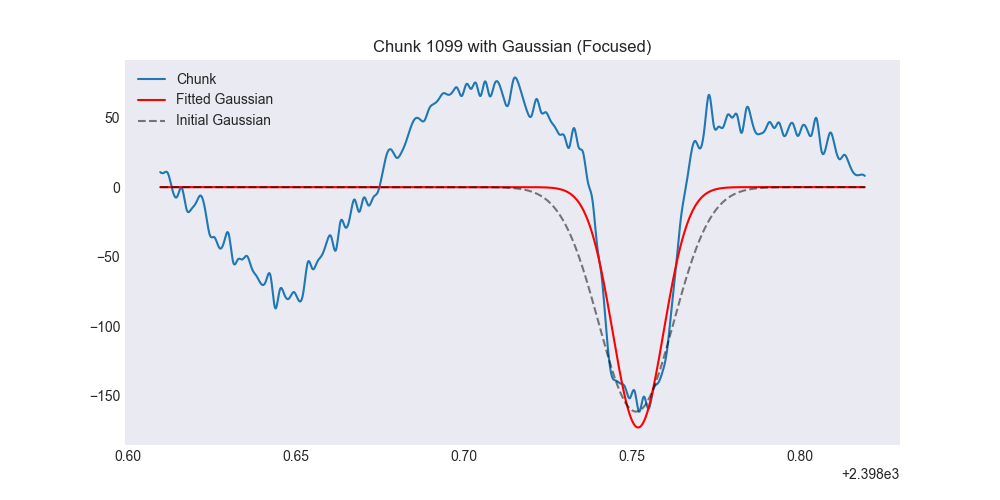 Chunk 1099 with Gaussian (Focused)
Chunk
Fitted Gaussian
Initial Gaussian
50
0
−50
−100
−150
0.60 0.65 0.70 0.75 0.80
+2.398e3